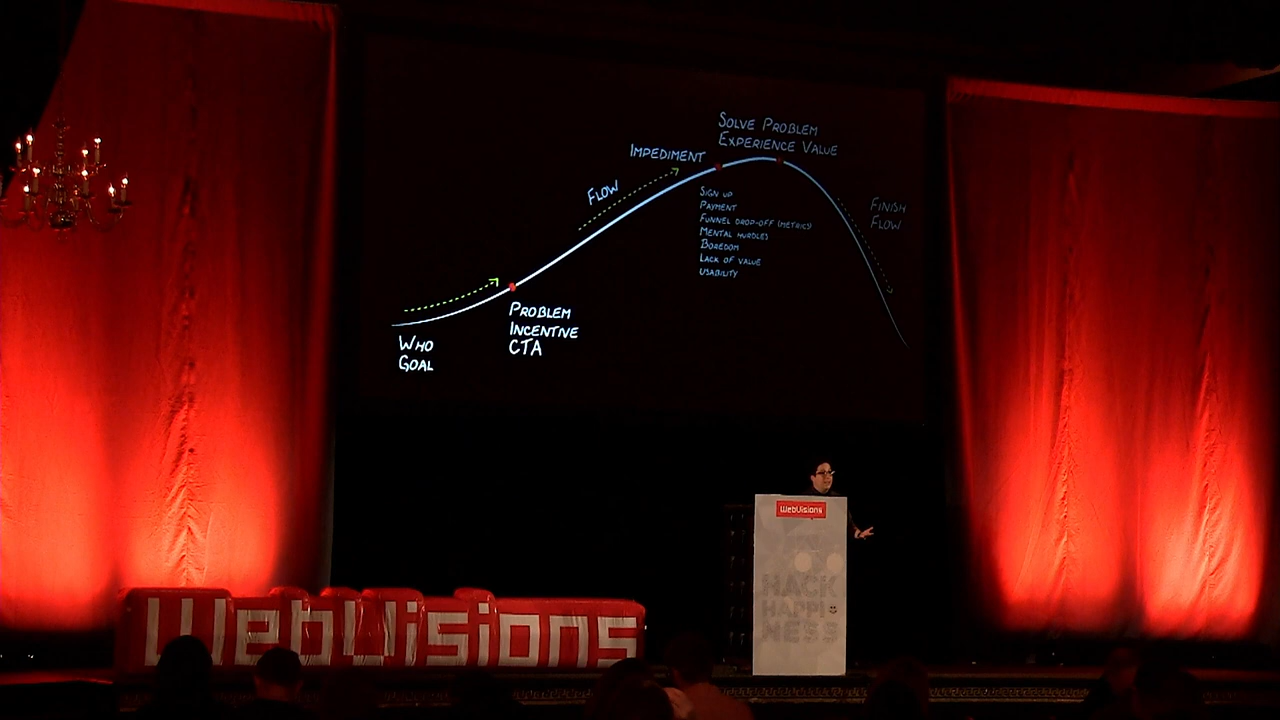 SOLVE PROBLEM
EXPERIENCE VALUE
IMPEDIMENT
FLOW
SIGN UP
PAYMENT
FUNNEL DROP-OFF (METRICS)
MENTAL HURDLES
BOREDOM
LACK OF VALUE
USABILITY
FINISH
FLOW
PROBLEM
INCENTIVE
CTA
WHO
GOAL
WebVisions
HACK
HAPPI
NESS
WebVisions